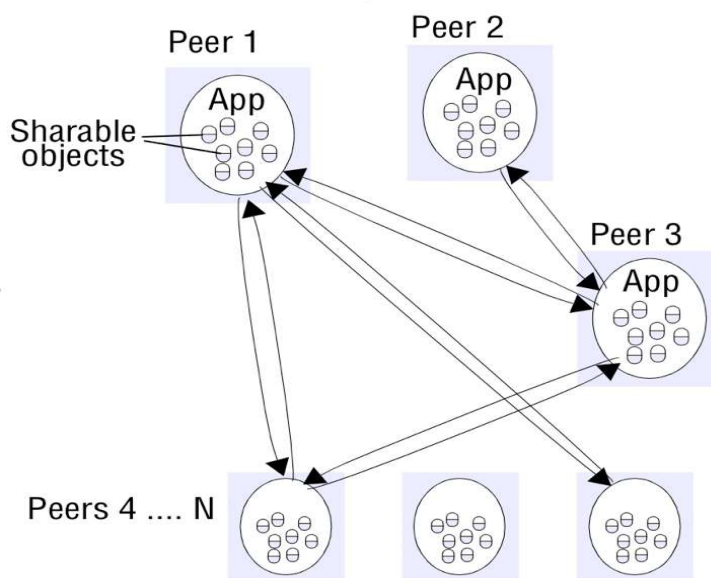 Peer 1
Peer 2
App
App
Sharable
objects
Peer 3
App
Peers 4 .... N